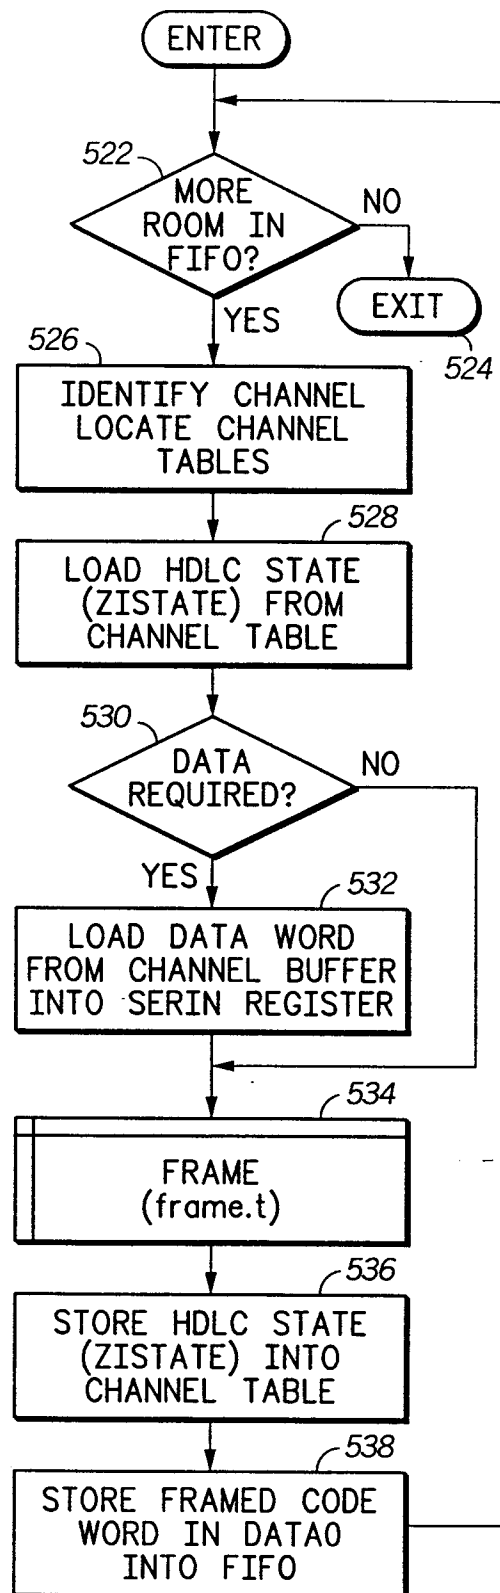 ENTER
522
MORE
ROOM IN
FIFO?
NO
EXIT
524
YES
526
IDENTIFY CHANNEL
LOCATE CHANNEL
TABLES
528
LOAD HDLC STATE
(ZISTATE) FROM
CHANNEL TABLE
530
DATA
REQUIRED?
NO
YES
532
LOAD DATA WORD
FROM CHANNEL BUFFER
INTO SERIN REGISTER
534
FRAME
(frame.t)
536
STORE HDLC STATE
(ZISTATE) INTO
CHANNEL TABLE
538
STORE FRAMED CODE
WORD IN DATAO
INTO FIFO